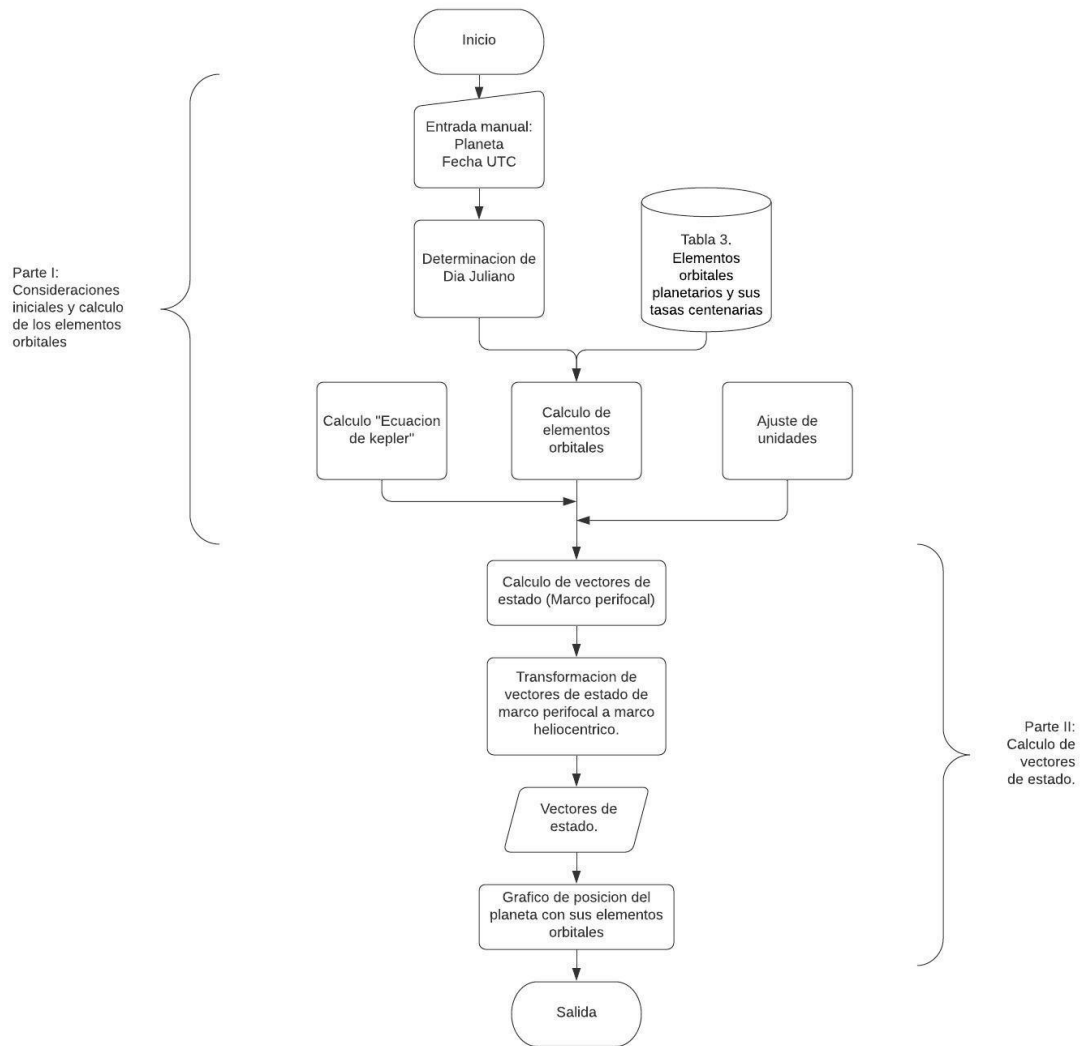 Inicio
Entrada manual:
Planeta
Fecha UTC
Determinacion de
Dia Juliano
Tabla 3.
Elementos
orbitales
planetarios y sus
tasas centenarias
Parte I:
Consideraciones
iniciales y calculo
de los elementos
orbitales
Calculo "Ecuacion
de kepler"
Calculo de
elementos
orbitales
Ajuste de
unidades
Calculo de vectores de
estado (Marco perifocal)
Transformacion de
vectores de estado de
marco perifocal a marco
heliocentrico.
Parte II:
Calculo de
vectores
de estado.
Vectores de
estado.
Grafico de posicion del
planeta con sus elementos
orbitales
Salida